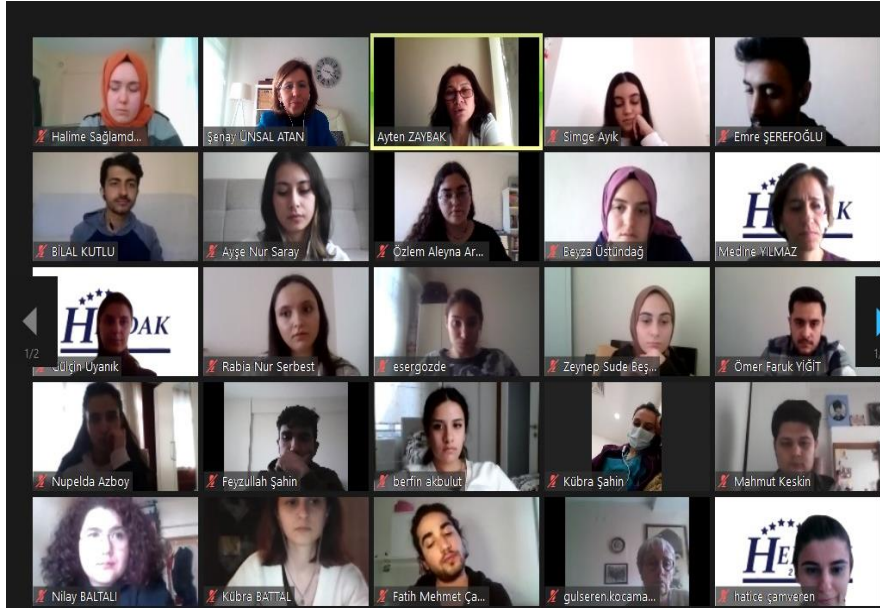 Halime Sağlamd...
Şenay ÜNSAL ATAN
Ayten ZAYBAK
Simge Ayık
Emre ŞEREFOĞLU
BİLAL KUTLU
Ayşe Nur Saray
Özlem Aleyna Ar...
Beyza Üstündağ
H K
Medine YILMAZ
1/2
H DAK
Gülçin Uyanık
Rabia Nur Serbest
esergozde
Zeynep Sude Beş...
Ömer Faruk YİĞİT
Nupelda Azboy
Feyzullah Şahin
berfin akbulut
Kübra Şahin
Mahmut Keskin
Nilay BALTALI
Kübra BATTAL
Fatih Mehmet Ça...
gulseren.kocama...
HE
hatice çamveren